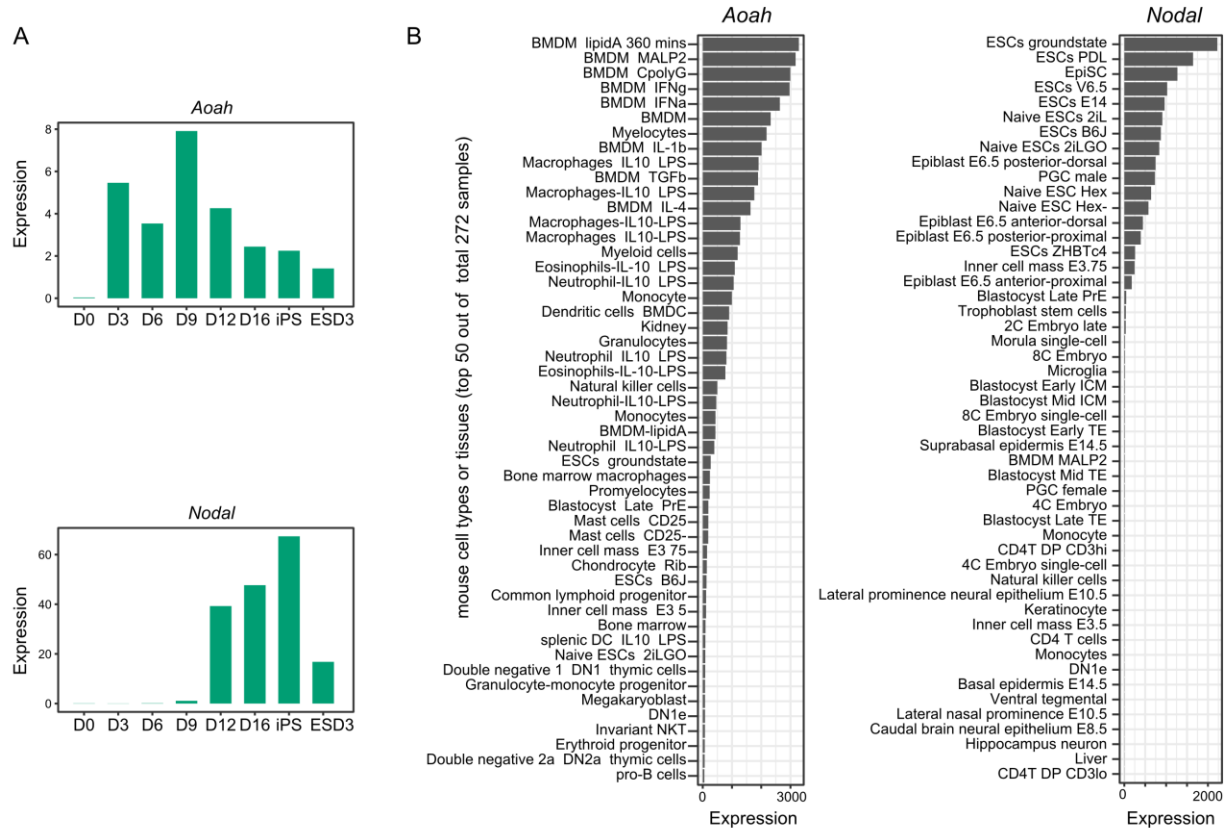 A
Aoah
Expression
8
6
4
2
0
D0 D3 D6 D9 D12 D16 iPS ESD3
Nodal
Expression
60
40
20
0
D0 D3 D6 D9 D12 D16 iPS ESD3
B
Aoah
mouse cell types or tissues (top 50 out of total 272 samples)
BMDM lipidA 360 mins
BMDM MALP2
BMDM CpolyG
BMDM IFNg
BMDM IFNa
BMDM
Myelocytes
BMDM IL-1b
Macrophages IL10 LPS
BMDM TGFb
Macrophages-IL10 LPS
BMDM IL-4
Macrophages-IL10-LPS
Macrophages IL10-LPS
Myeloid cells
Eosinophils-IL-10 LPS
Neutrophil-IL10 LPS
Monocyte
Dendritic cells BMDC
Kidney
Granulocytes
Neutrophil IL10 LPS
Eosinophils-IL-10-LPS
Natural killer cells
Neutrophil-IL10-LPS
Monocytes
BMDM-lipidA
Neutrophil IL10-LPS
ESCs groundstate
Bone marrow macrophages
Promyelocytes
Blastocyst Late PrE
Mast cells CD25
Mast cells CD25-
Inner cell mass E3 75
Chondrocyte Rib
ESCs B6J
Common lymphoid progenitor
Inner cell mass E3 5
Bone marrow
splenic DC IL10 LPS
Naive ESCs 2iLGO
Double negative 1 DN1 thymic cells
Granulocyte-monocyte progenitor
Megakaryoblast
DN1e
Invariant NKT
Erythroid progenitor
Double negative 2a DN2a thymic cells
pro-B cells
0 3000
Expression
Nodal
ESCs groundstate
ESCs PDL
EpiSC
ESCs V6.5
ESCs E14
Naive ESCs 2iL
ESCs B6J
Naive ESCs 2iLGO
Epiblast E6.5 posterior-dorsal
PGC male
Naive ESC Hex
Naive ESC Hex-
Epiblast E6.5 anterior-dorsal
Epiblast E6.5 posterior-proximal
ESCs ZHBTc4
Inner cell mass E3.75
Epiblast E6.5 anterior-proximal
Blastocyst Late PrE
Trophoblast stem cells
2C Embryo late
Morula single-cell
8C Embryo
Microglia
Blastocyst Early ICM
Blastocyst Mid ICM
8C Embryo single-cell
Blastocyst Early TE
Suprabasal epidermis E14.5
BMDM MALP2
Blastocyst Mid TE
PGC female
4C Embryo
Blastocyst Late TE
Monocyte
CD4T DP CD3hi
4C Embryo single-cell
Natural killer cells
Lateral prominence neural epithelium E10.5
Keratinocyte
Inner cell mass E3.5
CD4 T cells
Monocytes
DN1e
Basal epidermis E14.5
Ventral tegmental
Lateral nasal prominence E10.5
Caudal brain neural epithelium E8.5
Hippocampus neuron
Liver
CD4T DP CD3lo
0 2000
Expression